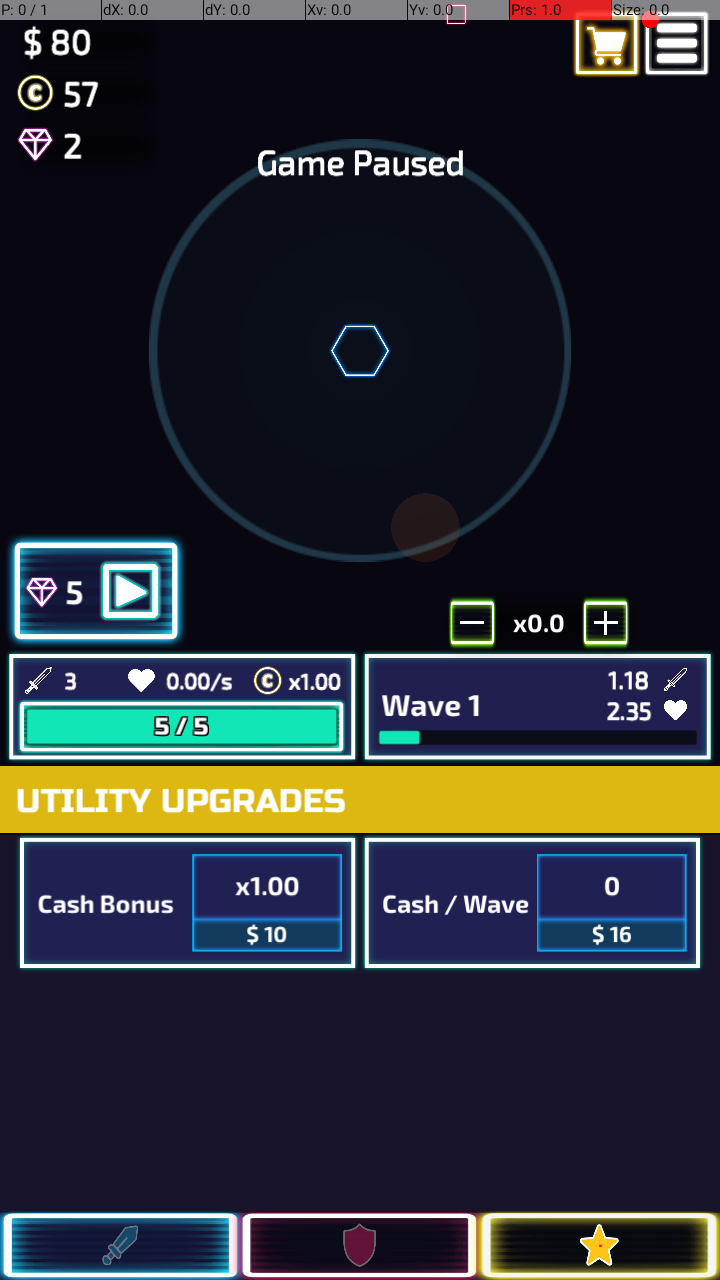 P: 0 / 1 dX: 0.0 dY: 0.0 Xv: 0.0 Yv: 0.0 Prs: 1.0 Size: 0.0
$ 80
C 57
2
Game Paused
5
x0.0
3 0.00/s C x1.00
5 / 5
Wave 1
1.18
2.35
UTILITY UPGRADES
Cash Bonus
x1.00
$ 10
Cash / Wave
0
$ 16